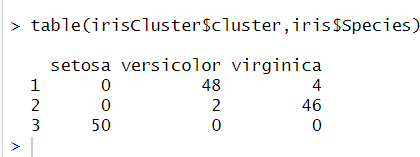 > table(irisCluster$cluster,iris$Species)
setosa versicolor virginica
1 0 48 4
2 0 2 46
3 50 0 0
>